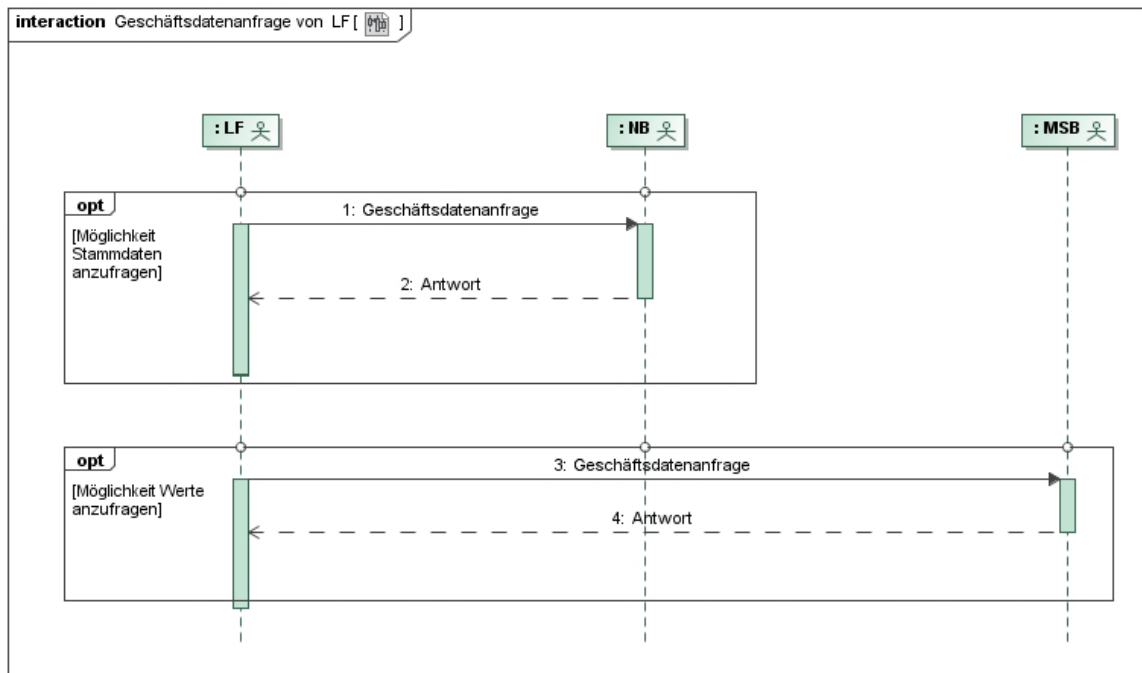 interaction Geschäftsdatenanfrage von LF[ ]
: LF
: NB
: MSB
opt
1: Geschäftsdatenanfrage
[Möglichkeit
Stammdaten
anzufragen]
2: Antwort
opt
3: Geschäftsdatenanfrage
[Möglichkeit Werte
anzufragen]
4: Antwort